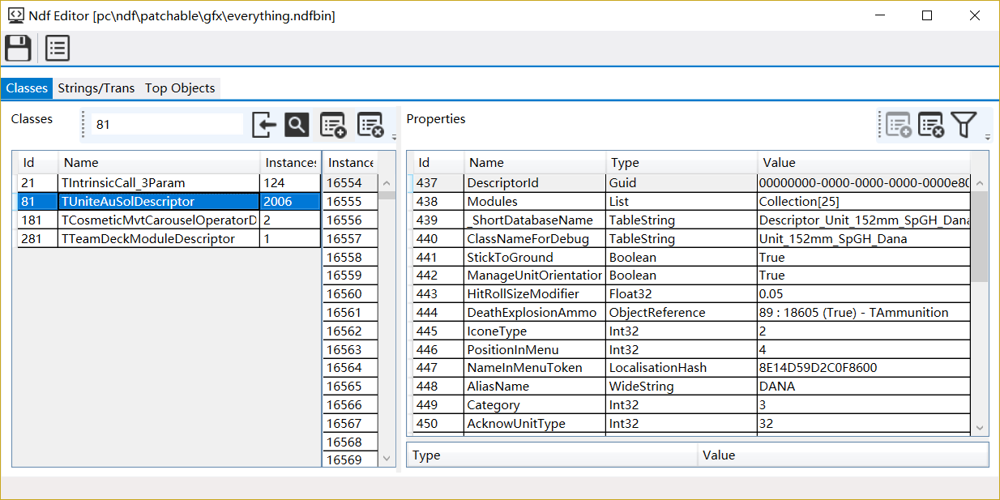 Ndf Editor [pc\ndf\patchable\gfx\everything.ndfbin]
Classes Strings/Trans Top Objects
Classes 81
Id Name Instances
21 TIntrinsicCall_3Param 124
81 TUniteAuSolDescriptor 2006
181 TCosmeticMvtCarouselOperatorD 2
281 TTeamDeckModuleDescriptor 1
Instance
16554
16555
16556
16557
16558
16559
16560
16561
16562
16563
16564
16565
16566
16567
16568
16569
Properties
Id Name Type Value
437 DescriptorId Guid 00000000-0000-0000-0000-0000e80
438 Modules List Collection[25]
439 _ShortDatabaseName TableString Descriptor_Unit_152mm_SpGH_Dana
440 ClassNameForDebug TableString Unit_152mm_SpGH_Dana
441 StickToGround Boolean True
442 ManageUnitOrientation Boolean True
443 HitRollSizeModifier Float32 0.05
444 DeathExplosionAmmo ObjectReference 89 : 18605 (True) - TAmmunition
445 IconeType Int32 2
446 PositionInMenu Int32 4
447 NameInMenuToken LocalisationHash 8E14D59D2C0F8600
448 AliasName WideString DANA
449 Category Int32 3
450 AcknowUnitType Int32 32
Type Value